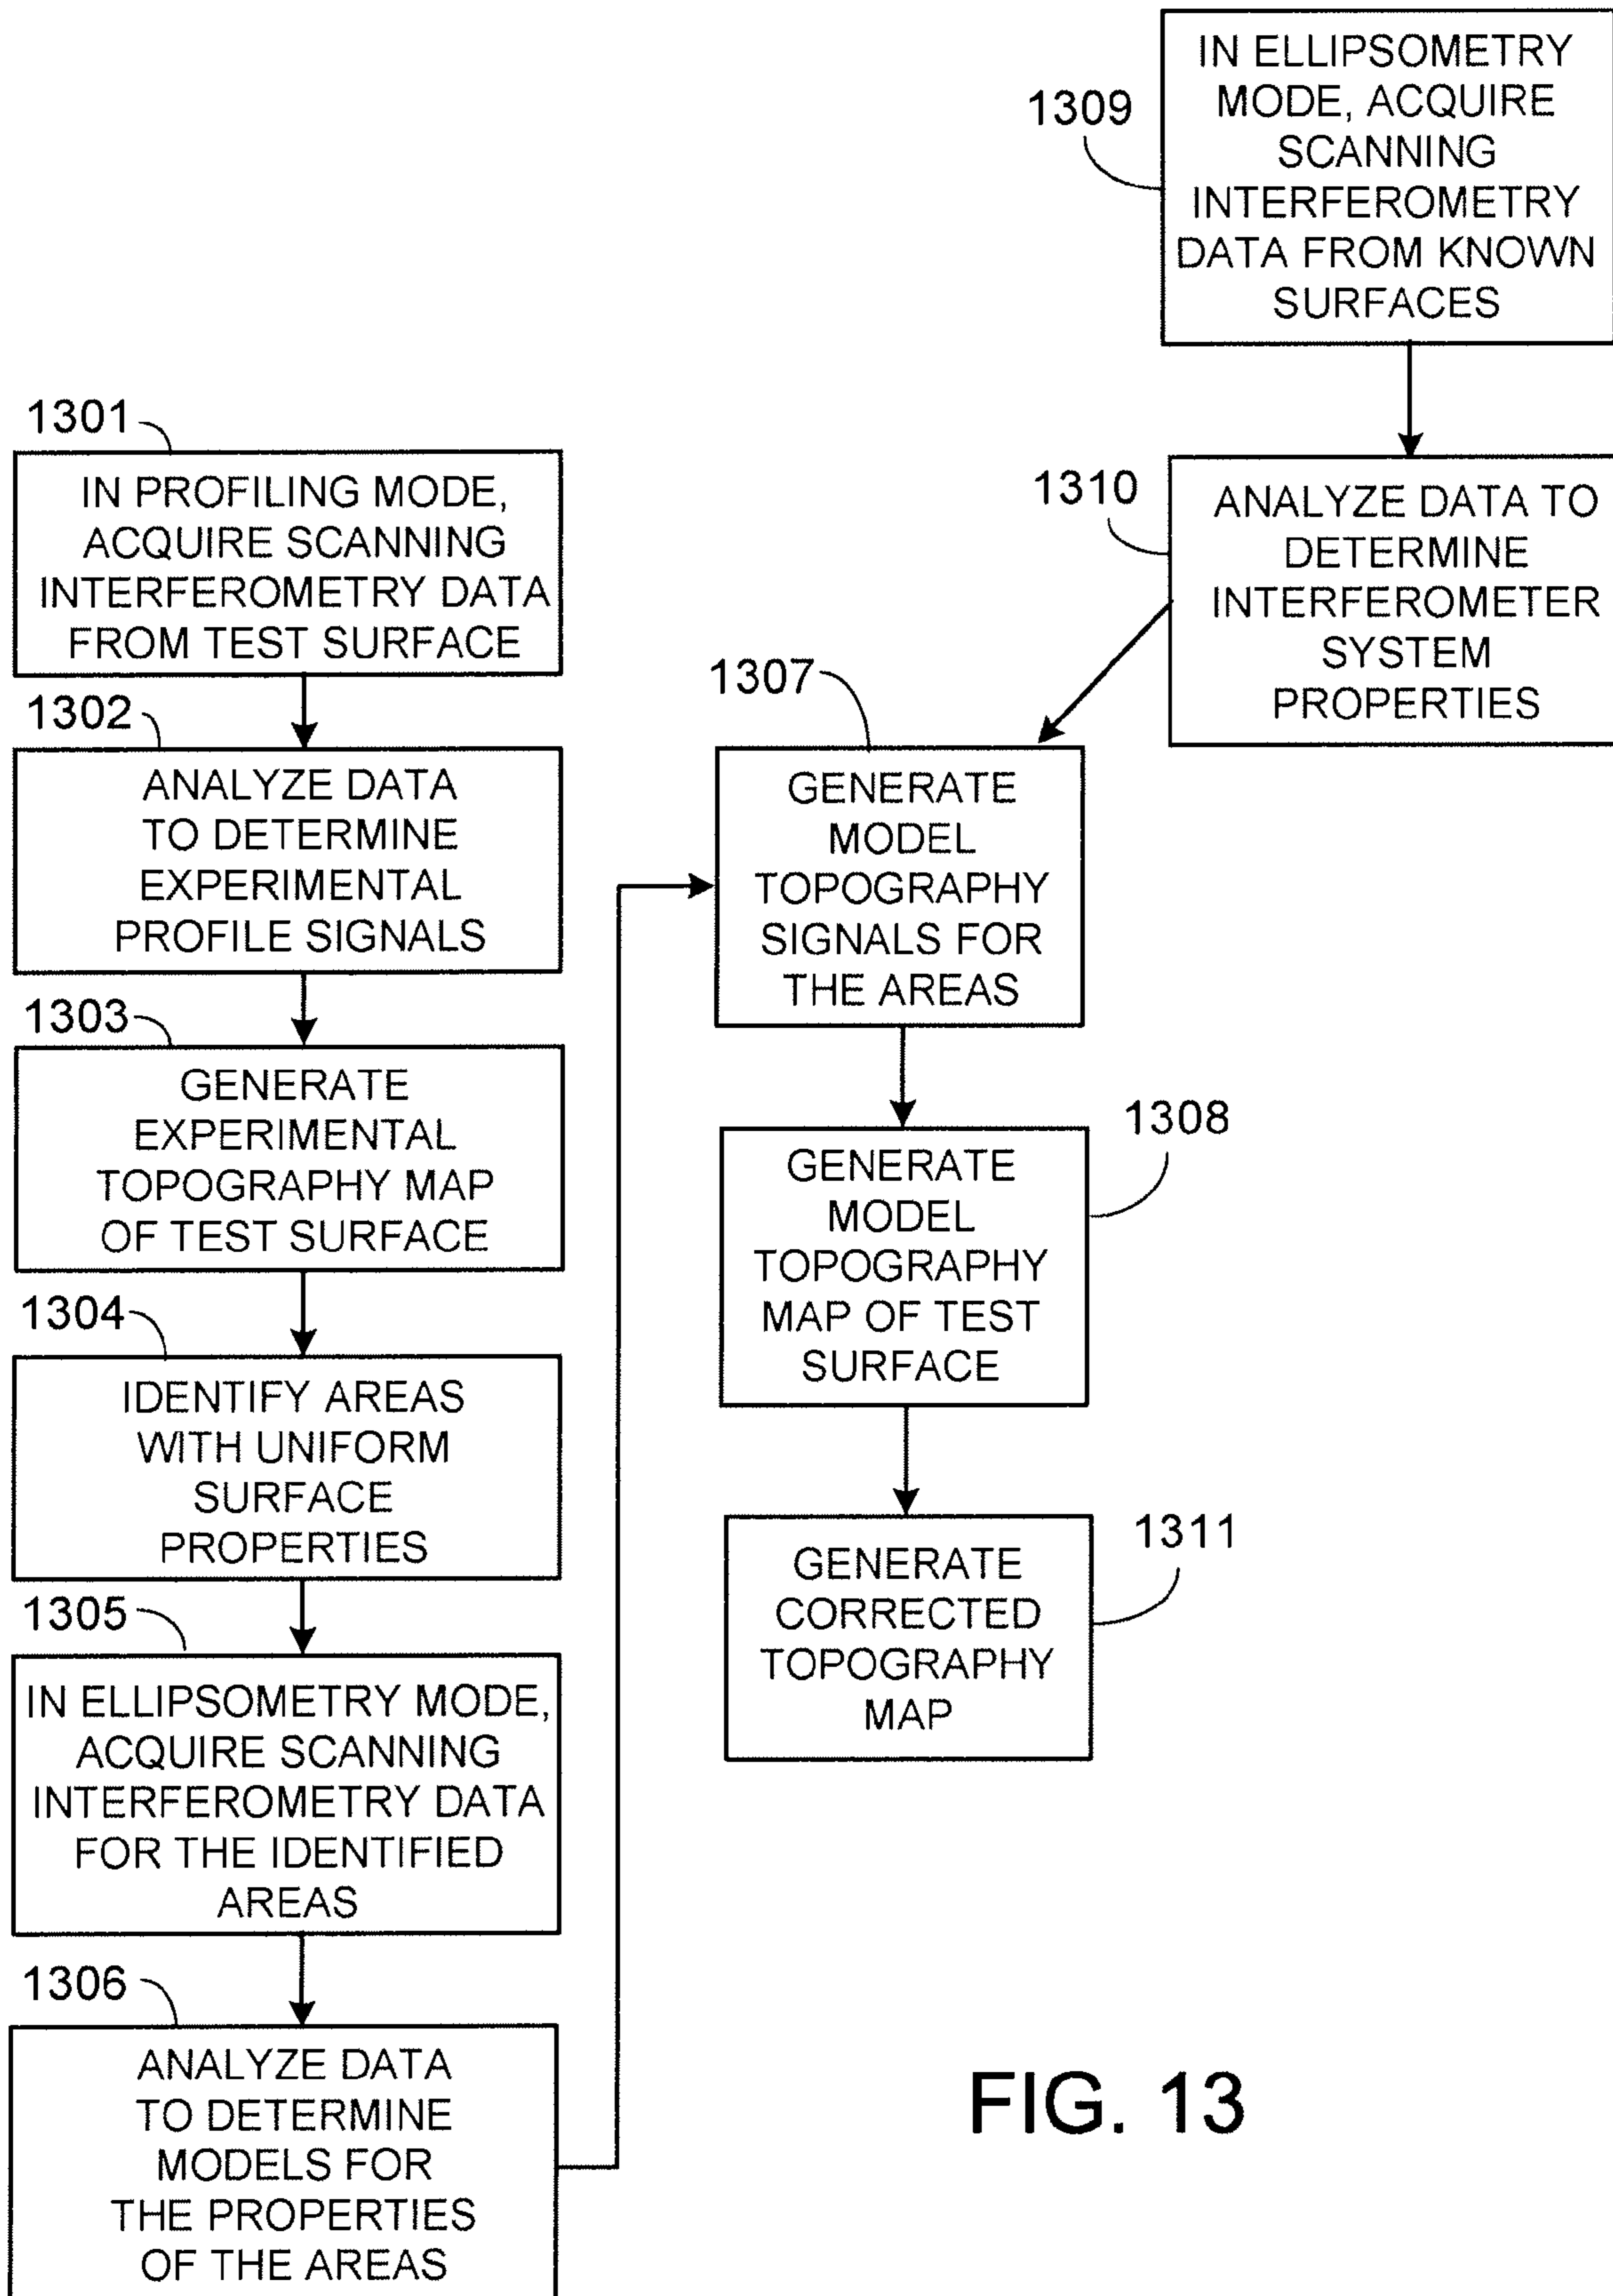 1301
IN PROFILING MODE,
ACQUIRE SCANNING
INTERFEROMETRY DATA
FROM TEST SURFACE
1302
ANALYZE DATA
TO DETERMINE
EXPERIMENTAL
PROFILE SIGNALS
1303
GENERATE
EXPERIMENTAL
TOPOGRAPHY MAP
OF TEST SURFACE
1304
IDENTIFY AREAS
WITH UNIFORM
SURFACE
PROPERTIES
1305
IN ELLIPSOMETRY MODE,
ACQUIRE SCANNING
INTERFEROMETRY DATA
FOR THE IDENTIFIED
AREAS
1306
ANALYZE DATA
TO DETERMINE
MODELS FOR
THE PROPERTIES
OF THE AREAS
1309
IN ELLIPSOMETRY
MODE, ACQUIRE
SCANNING
INTERFEROMETRY
DATA FROM KNOWN
SURFACES
1310
ANALYZE DATA TO
DETERMINE
INTERFEROMETER
SYSTEM
PROPERTIES
1307
GENERATE
MODEL
TOPOGRAPHY
SIGNALS FOR
THE AREAS
1308
GENERATE
MODEL
TOPOGRAPHY
MAP OF TEST
SURFACE
1311
GENERATE
CORRECTED
TOPOGRAPHY
MAP
FIG. 13